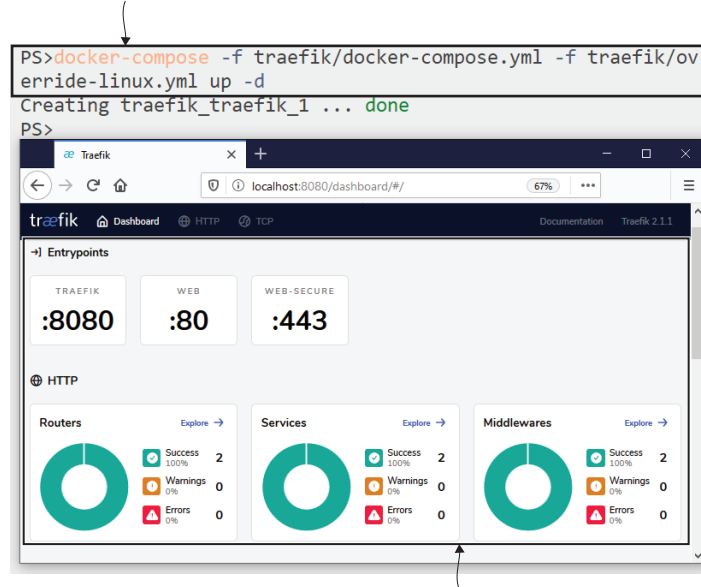 PS>docker-compose -f traefik/docker-compose.yml -f traefik/ov
erride-linux.yml up -d
Creating traefik_traefik_1 ... done
PS>
æ Traefik × +
localhost:8080/dashboard/#/ 67%
træfik Dashboard HTTP TCP Documentation Traefik 2.1.1
Entrypoints
TRAEFIK WEB WEB-SECURE
:8080 :80 :443
HTTP
Routers Explore → Services Explore → Middlewares Explore →
Success 2 Success 2 Success 2
100% 100% 100%
Warnings 0 Warnings 0 Warnings 0
0% 0% 0%
Errors 0 Errors 0 Errors 0
0% 0% 0%